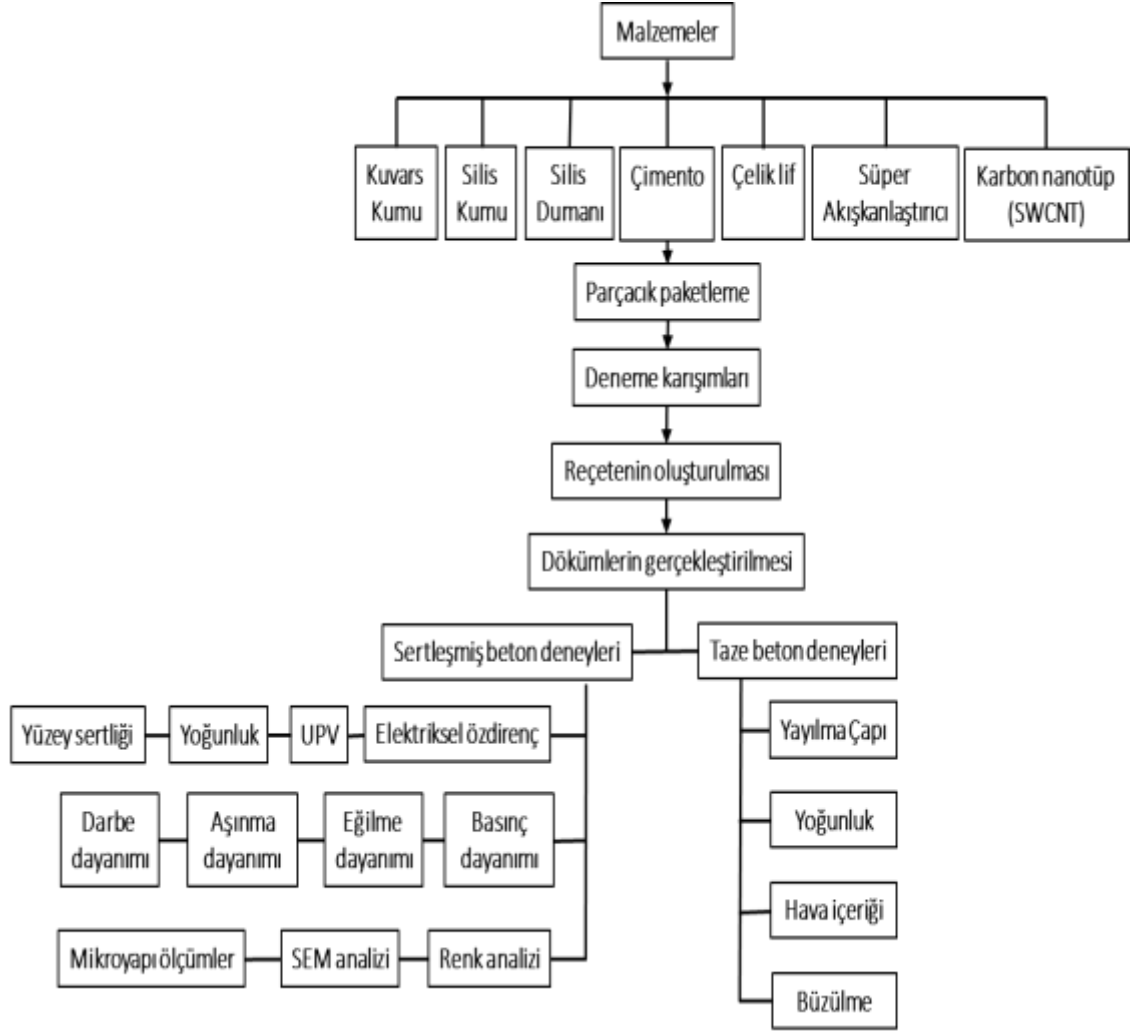 Malzemeler
Kuvars
Kumu
Silis
Kumu
Silis
Dumanı
Çimento
Çelik lif
Süper
Akışkanlaştırıcı
Karbon nanotüp
(SWCNT)
Parçacık paketleme
Deneme karışımları
Reçetenin oluşturulması
Dökümlerin gerçekleştirilmesi
Sertleşmiş beton deneyleri
Taze beton deneyleri
Yüzey sertliği
Yoğunluk
UPV
Elektriksel özdirenç
Darbe
dayanımı
Aşınma
dayanımı
Eğilme
dayanımı
Basınç
dayanımı
Mikroyapı ölçümler
SEM analizi
Renk analizi
Yayılma Çapı
Yoğunluk
Hava içeriği
Büzülme